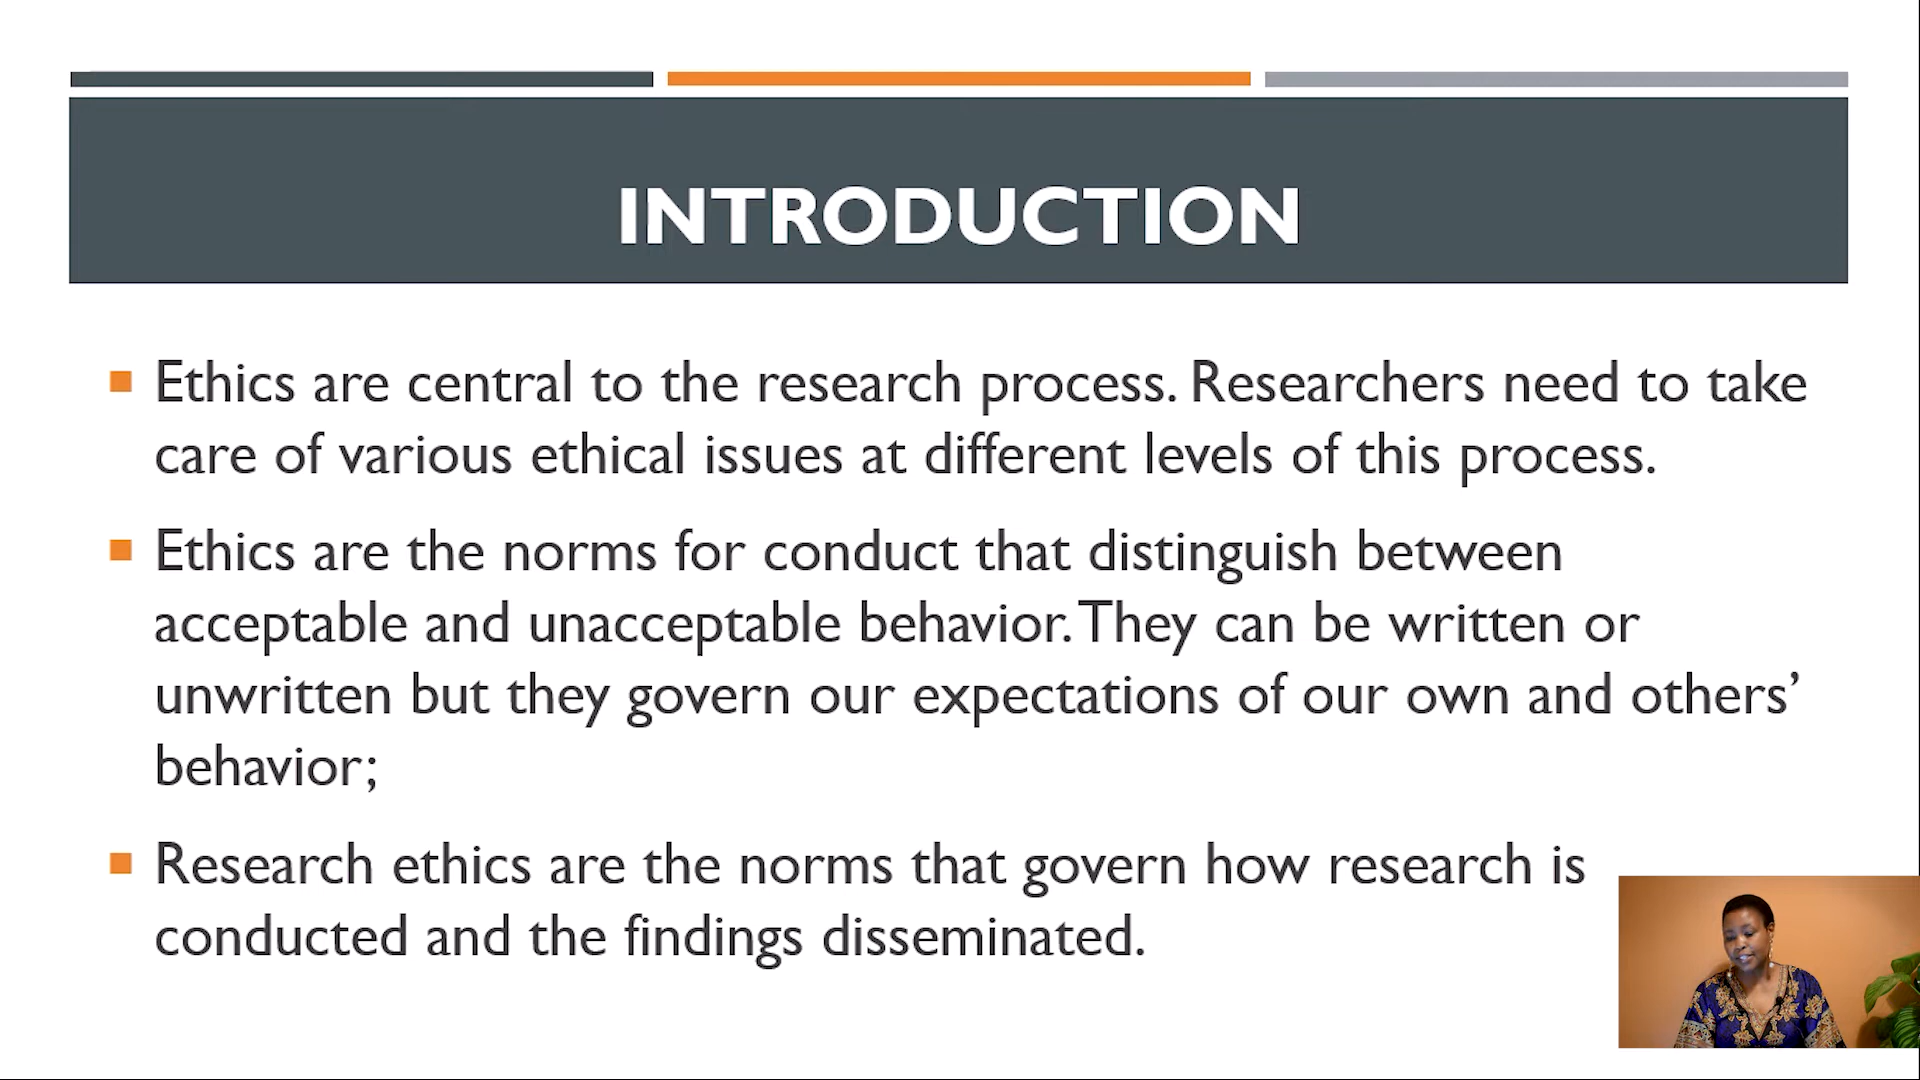 INTRODUCTION
Ethics are central to the research process. Researchers need to take
care of various ethical issues at different levels of this process.
Ethics are the norms for conduct that distinguish between
acceptable and unacceptable behavior. They can be written or
unwritten but they govern our expectations of our own and others’
behavior;
Research ethics are the norms that govern how research is
conducted and the findings disseminated.